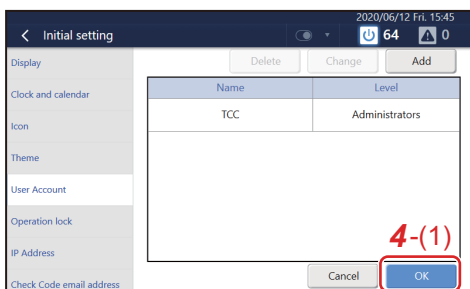 2020/06/12 Fri. 15:45
Initial setting
64
0
Display
Delete
Change
Add
Clock and calendar
Name
Level
TCC
Administrators
Icon
Theme
User Account
Operation lock
4-(1)
IP Address
Cancel
OK
Check Code email address